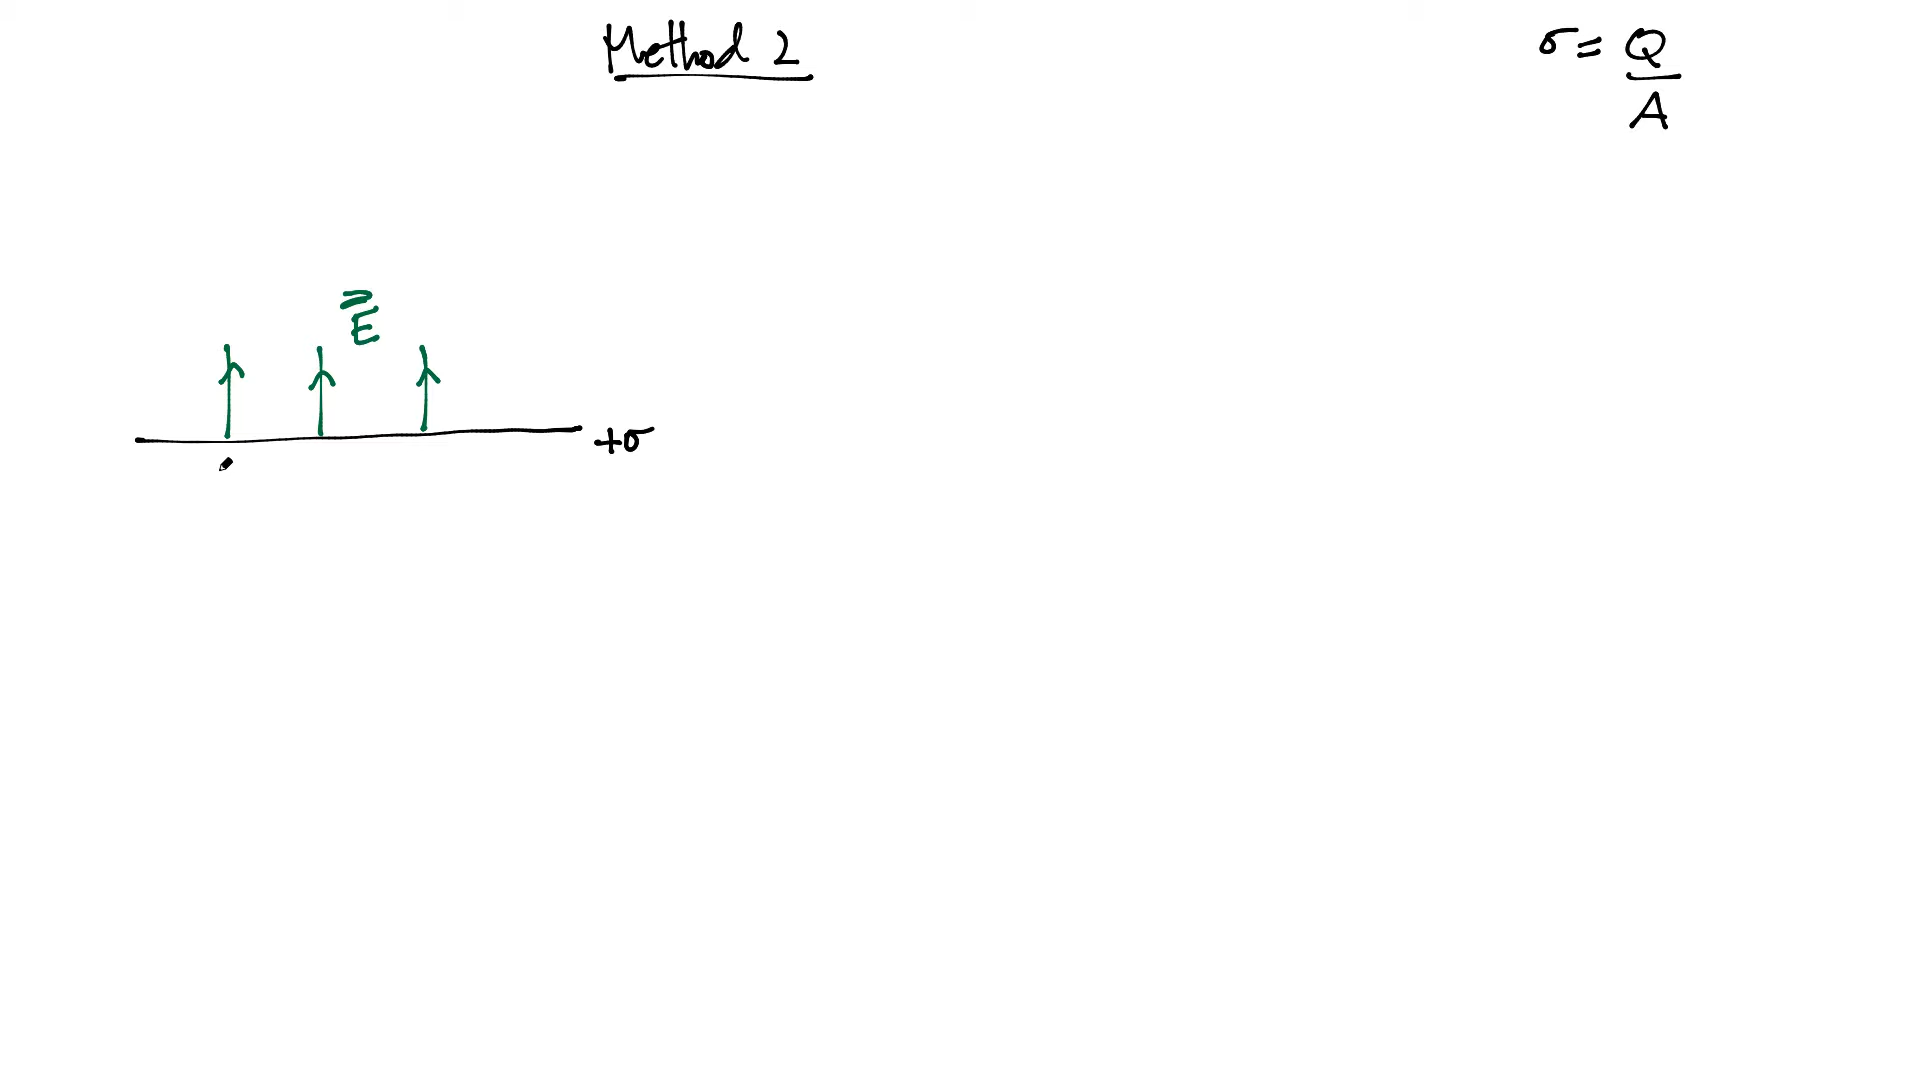 Method 2
σ = Q
A
E
+σ